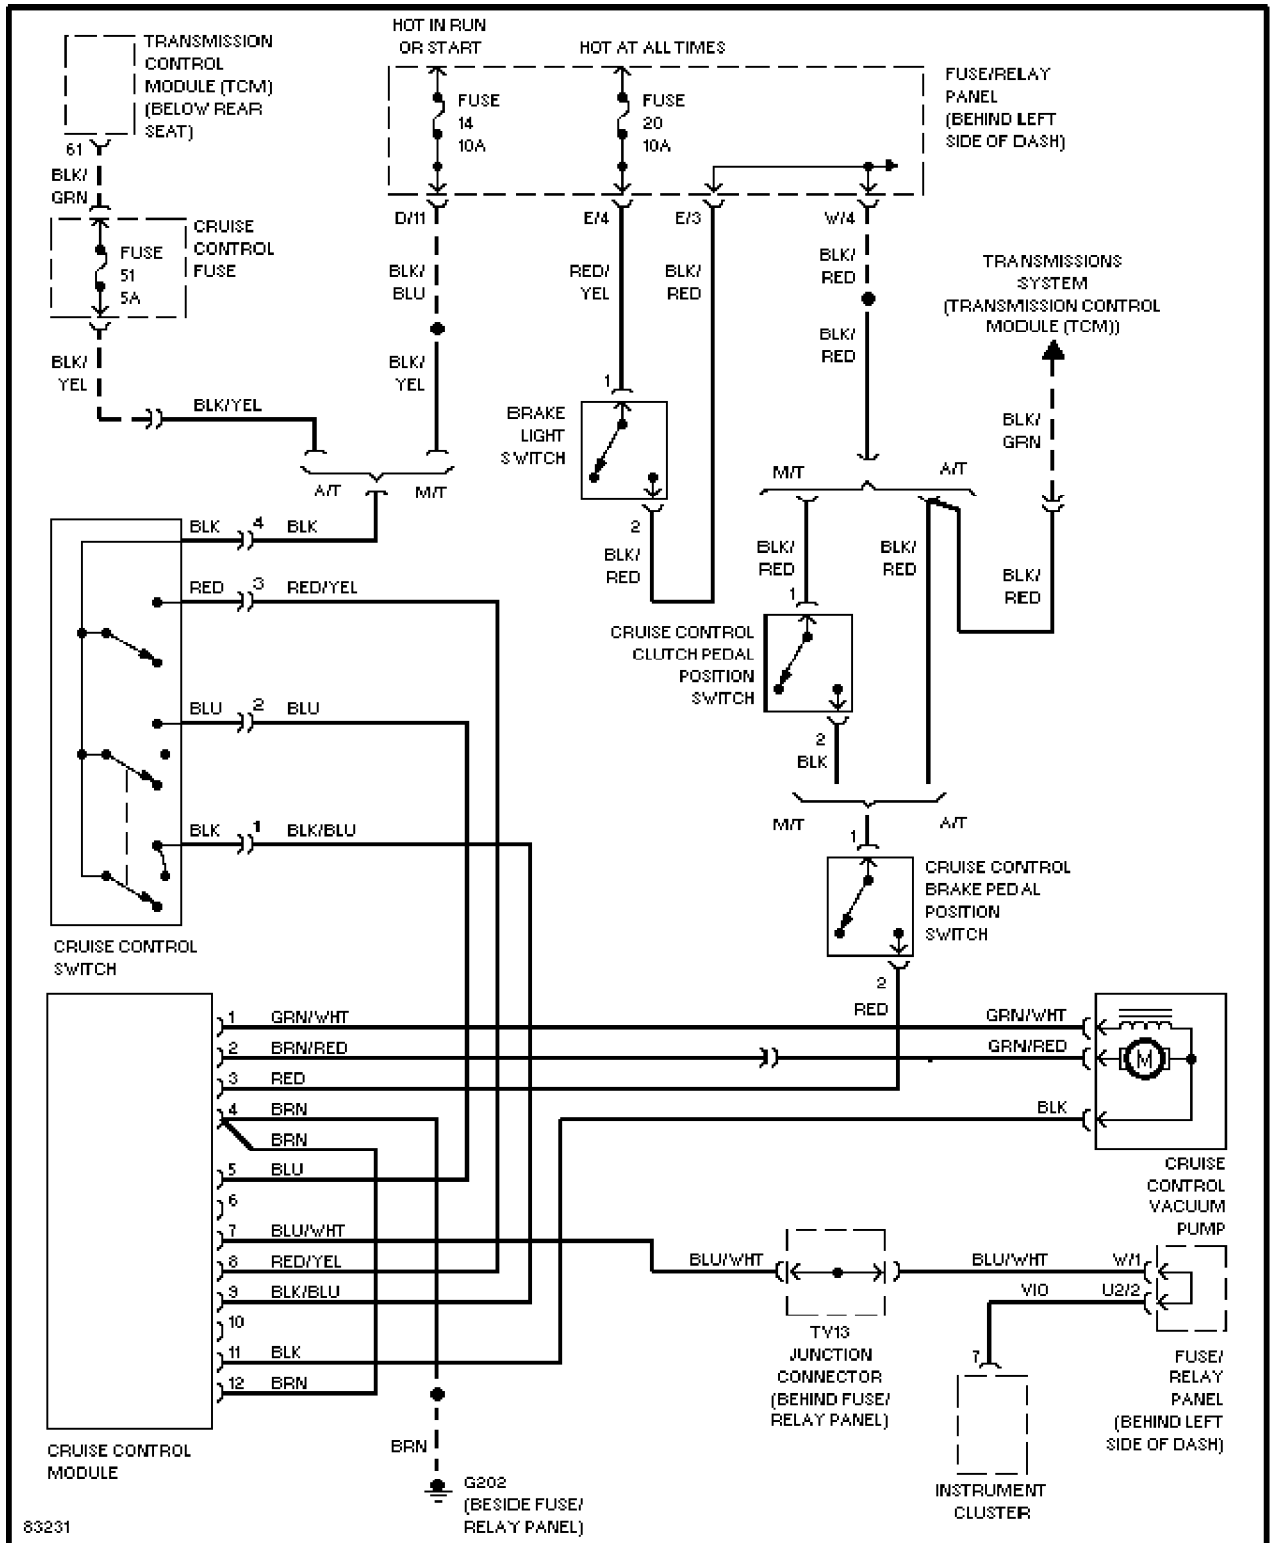 HOT IN RUN
OR START
HOT AT ALL TIMES
TRANSMISSION
CONTROL
MODULE (TCM)
(BELOW REAR
SEAT)
61
BLK/
GRN
FUSE
14
10A
FUSE
20
10A
FUSE/RELAY
PANEL
(BEHIND LEFT
SIDE OF DASH)
CRUISE
CONTROL
FUSE
FUSE
51
5A
D/11
E/4
E/3
W/4
BLK/
BLU
RED/
YEL
BLK/
RED
BLK/
RED
TRANSMISSIONS
SYSTEM
(TRANSMISSION CONTROL
MODULE (TCM))
BLK/
YEL
BLK/YEL
BLK/
YEL
BLK/
RED
1
BRAKE
LIGHT
SWITCH
BLK/
GRN
A/T
M/T
M/T
A/T
2
BLK/
RED
BLK/
RED
BLK/
RED
BLK/
RED
BLK
4
BLK
RED
3
RED/YEL
1
CRUISE CONTROL
CLUTCH PEDAL
POSITION
SWITCH
BLU
2
BLU
2
BLK
BLK
1
BLK/BLU
M/T
A/T
1
CRUISE CONTROL
BRAKE PEDAL
POSITION
SWITCH
CRUISE CONTROL
SWITCH
2
RED
1
GRN/WHT
GRN/WHT
2
BRN/RED
GRN/RED
M
3
RED
4
BRN
BLK
BRN
5
BLU
CRUISE
CONTROL
VACUUM
PUMP
6
7
BLU/WHT
8
RED/YEL
BLU/WHT
BLU/WHT
W/1
9
BLK/BLU
VIO
U2/2
10
11
BLK
12
BRN
TV13
JUNCTION
CONNECTOR
(BEHIND FUSE/
RELAY PANEL)
7
FUSE/
RELAY
PANEL
(BEHIND LEFT
SIDE OF DASH)
CRUISE CONTROL
MODULE
BRN
G202
(BESIDE FUSE/
RELAY PANEL)
INSTRUMENT
CLUSTER
83231